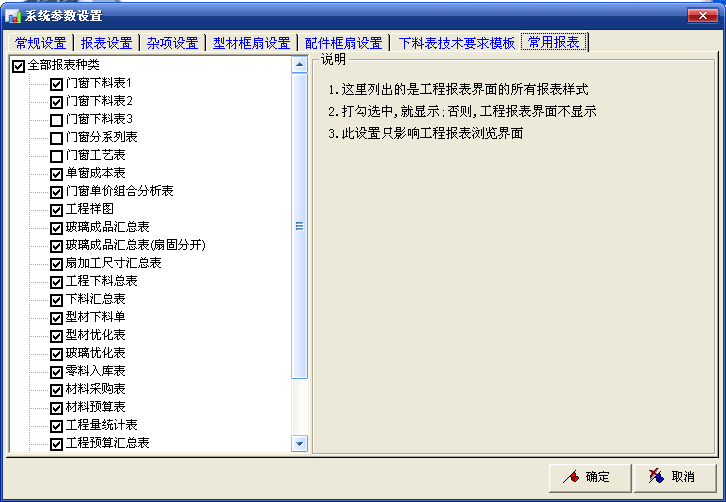 系统参数设置
常规设置 报表设置 杂项设置 型材框扇设置 配件框扇设置 下料表技术要求模板 常用报表
全部报表种类
门窗下料表1
门窗下料表2
门窗下料表3
门窗分系列表
门窗工艺表
单窗成本表
门窗单价组合分析表
工程样图
玻璃成品汇总表
玻璃成品汇总表(扇固分开)
扇加工尺寸汇总表
工程下料总表
下料汇总表
型材下料单
型材优化表
玻璃优化表
零料入库表
材料采购表
材料预算表
工程量统计表
工程预算汇总表
说明
1.这里列出的是工程报表界面的所有报表样式
2.打勾选中,就显示;否则,工程报表界面不显示
3.此设置只影响工程报表浏览界面
确定
取消